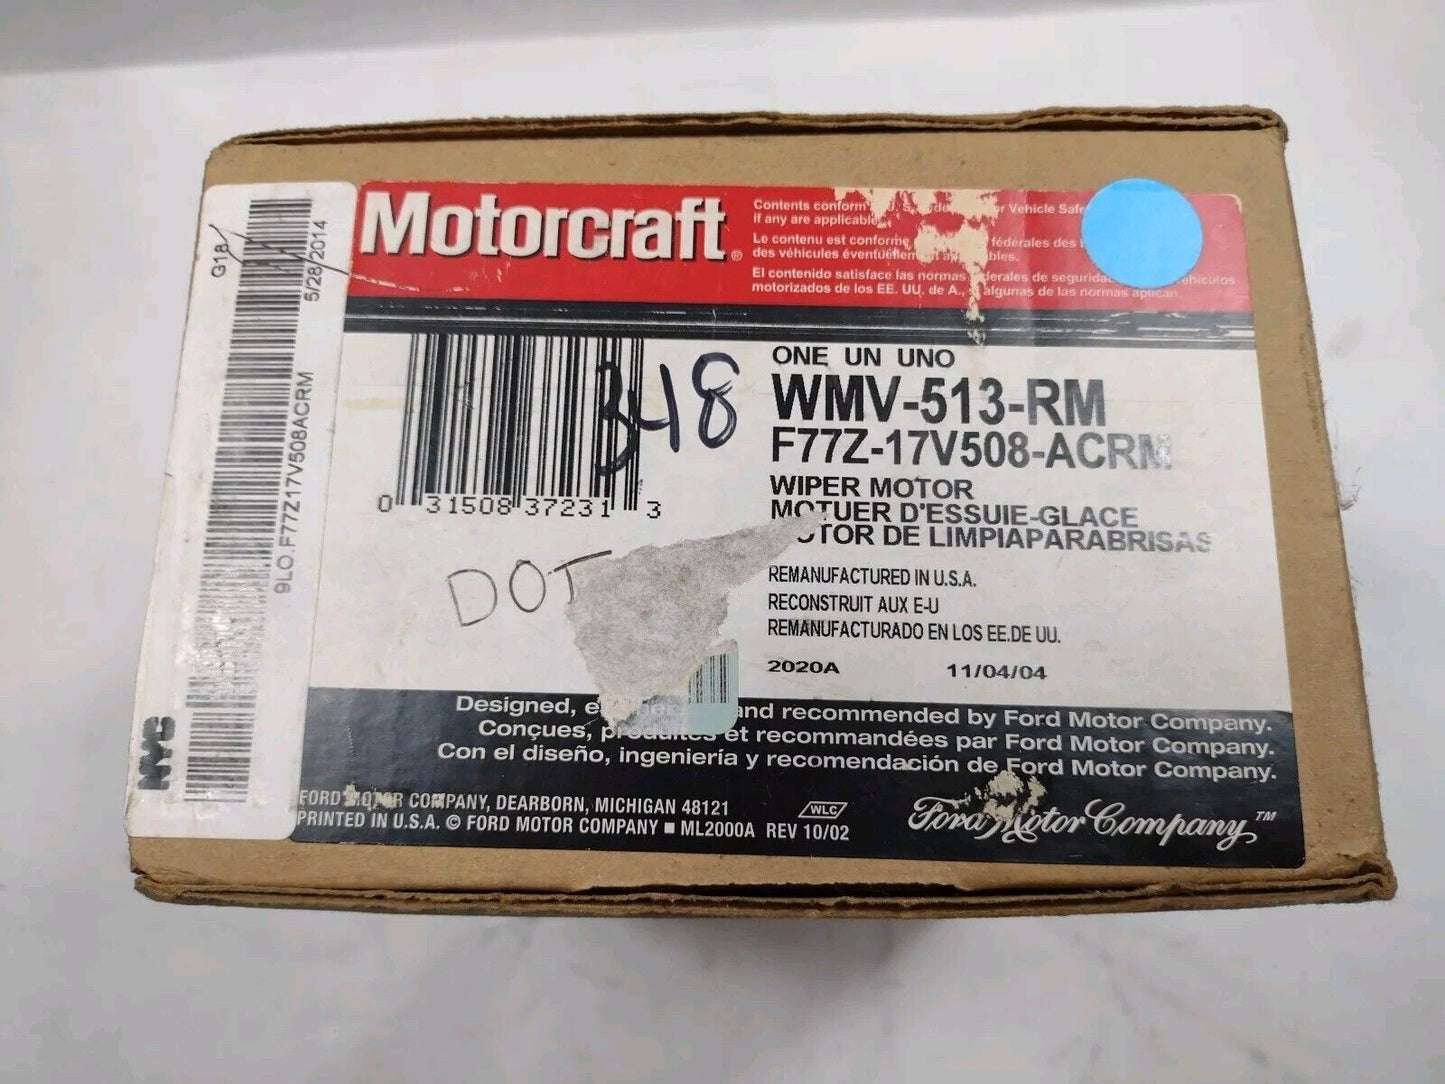 G18
5/28/2014
9LO.F77Z17V508ACRM
NYC
Motorcraft®
Contents conform Vehicle
if any are applicable
Le contenu est conforme fédérales des
des véhicules éventuellement
El contenido satisface las normas de
motorizados de los EE. UU. de A., algunas de las normas aplican.
ONE UN UNO
WMV-513-RM
F77Z-17V508-ACRM
348
0 31508 37231 3
WIPER MOTOR
MOTUER D'ESSUIE-GLACE
DE LIMPIAPARABRISAS
DOT
REMANUFACTURED IN U.S.A.
RECONSTRUIT AUX E-U
REMANUFACTURADO EN LOS EE.DE UU.
2020A 11/04/04
Designed, and recommended by Ford Motor Company.
Conçues, produites et recommandées par Ford Motor Company.
Con el diseño, ingeniería y recomendación de Ford Motor Company.
FORD MOTOR COMPANY, DEARBORN, MICHIGAN 48121
PRINTED IN U.S.A. © FORD MOTOR COMPANY ■ ML2000A REV 10/02
WLC
Ford Motor Company,™